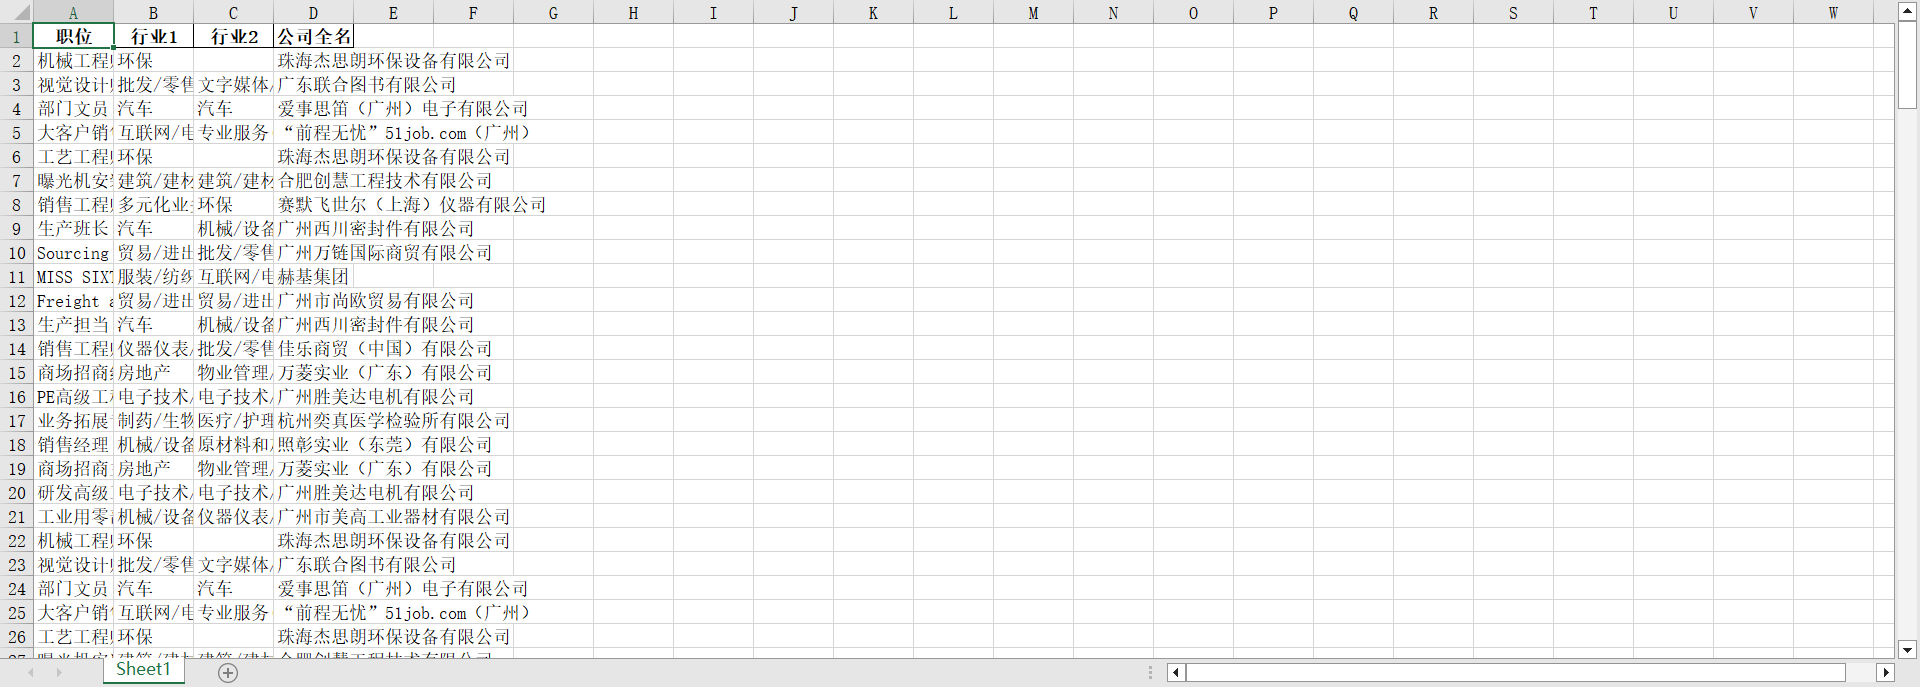 A B C D E F G H I J K L M N O P Q R S T U V W
1 职位 行业1 行业2 公司全名
2 机械工程 环保 珠海杰思朗环保设备有限公司
3 视觉设计 批发/零售 文字媒体/ 广东联合图书有限公司
4 部门文员 汽车 汽车 爱事思笛（广州）电子有限公司
5 大客户销 互联网/电 专业服务 “前程无忧”51job.com（广州）
6 工艺工程 环保 珠海杰思朗环保设备有限公司
7 曝光机安 建筑/建材 建筑/建材 合肥创慧工程技术有限公司
8 销售工程 多元化业 环保 赛默飞世尔（上海）仪器有限公司
9 生产班长 汽车 机械/设备 广州西川密封件有限公司
10 Sourcing 贸易/进出 批发/零售 广州万链国际商贸有限公司
11 MISS SIXT 服装/纺织 互联网/电 赫基集团
12 Freight a 贸易/进出 贸易/进出 广州市尚欧贸易有限公司
13 生产担当 汽车 机械/设备 广州西川密封件有限公司
14 销售工程 仪器仪表/ 批发/零售 佳乐商贸（中国）有限公司
15 商场招商 房地产 物业管理/ 万菱实业（广东）有限公司
16 PE高级工 电子技术/ 电子技术/ 广州胜美达电机有限公司
17 业务拓展 制药/生物 医疗/护理 杭州奕真医学检验所有限公司
18 销售经理 机械/设备 原材料和 照彰实业（东莞）有限公司
19 商场招商 房地产 物业管理/ 万菱实业（广东）有限公司
20 研发高级 电子技术/ 电子技术/ 广州胜美达电机有限公司
21 工业用零 机械/设备 仪器仪表/ 广州市美高工业器材有限公司
22 机械工程 环保 珠海杰思朗环保设备有限公司
23 视觉设计 批发/零售 文字媒体/ 广东联合图书有限公司
24 部门文员 汽车 汽车 爱事思笛（广州）电子有限公司
25 大客户销 互联网/电 专业服务 “前程无忧”51job.com（广州）
26 工艺工程 环保 珠海杰思朗环保设备有限公司
Sheet1